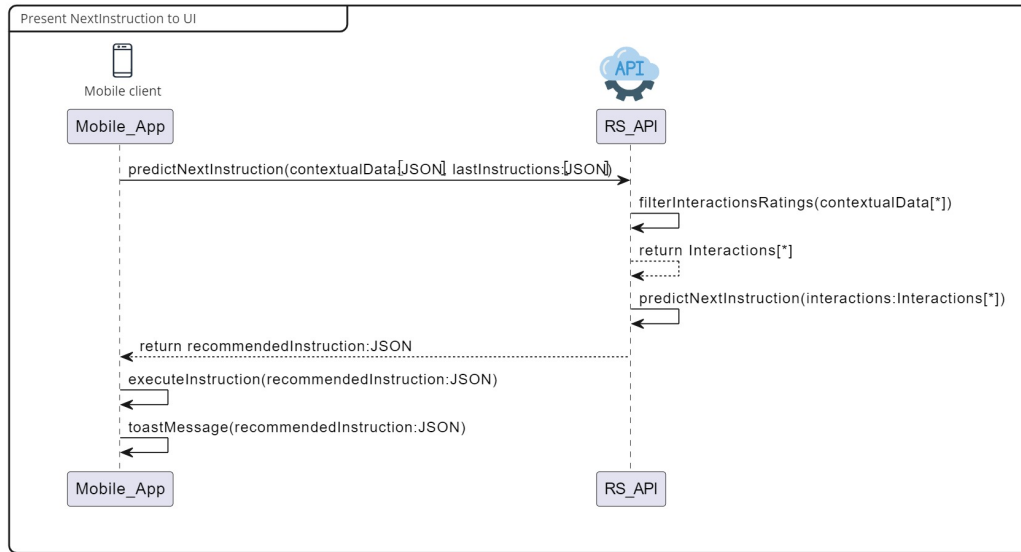 Present NextInstruction to UI
API
Mobile client
Mobile_App
RS_API
predictNextInstruction(contextualData[JSON] lastInstructions:[JSON])
filterInteractionsRatings(contextualData[*])
return Interactions[*]
predictNextInstruction(interactions:Interactions[*])
return recommendedInstruction:JSON
executeInstruction(recommendedInstruction:JSON)
toastMessage(recommendedInstruction:JSON)
Mobile_App
RS_API